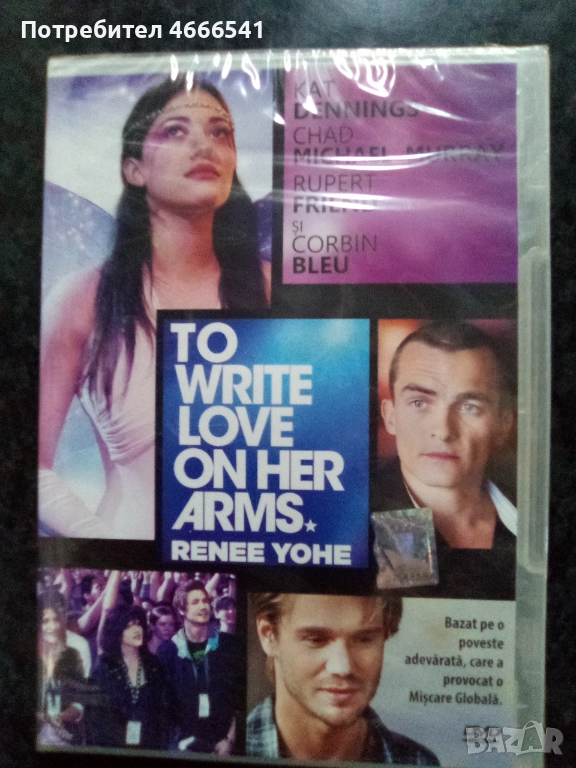 Потребител 4666541
KAT
DENNINGS
CHAD
MICHAEL MURRAY
RUPERT
FRIEND
ȘI
CORBIN
BLEU
TO
WRITE
LOVE
ON HER
ARMS.
RENEE YOHE
Bazat pe o
poveste
adevărată, care a
provocat o
Mișcare Globală.
BAZAR